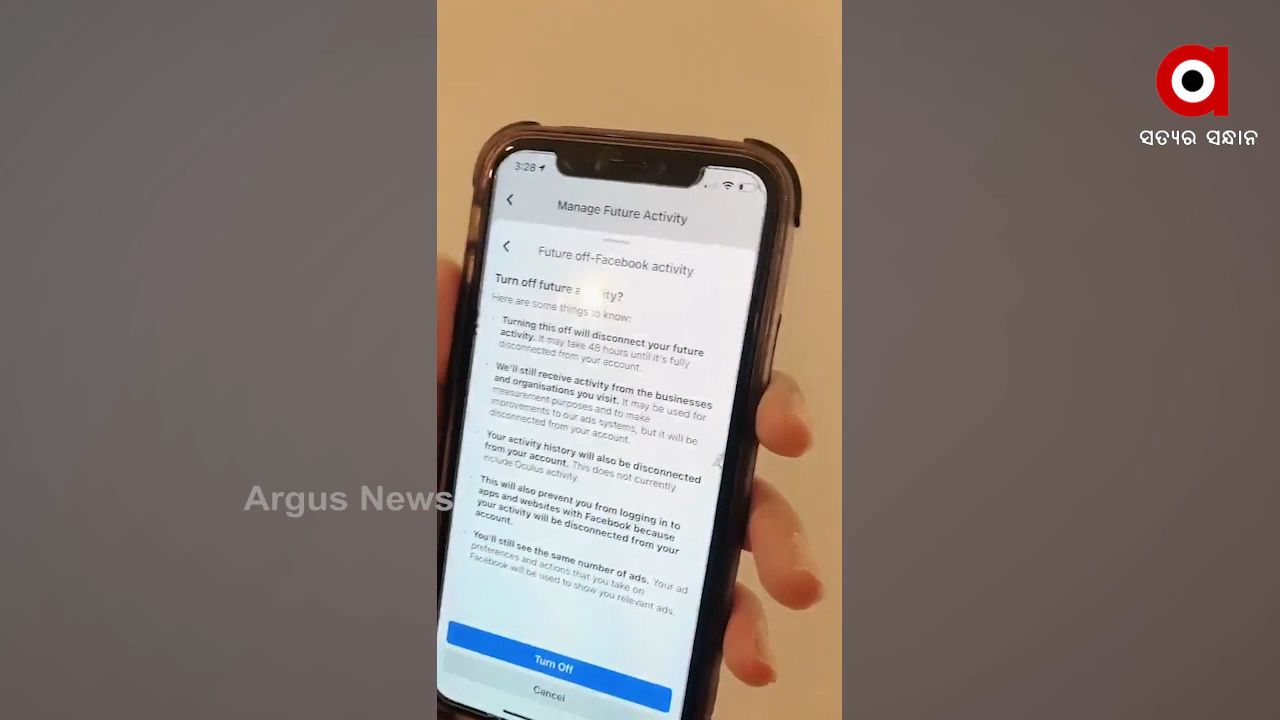 ସତ୍ୟର ସନ୍ଧାନ
3:28
Manage Future Activity
Future off-Facebook activity
Turn off future ity?
Here are some things to know:
Turning this off will disconnect your future
activity. It may take 48 hours until it's fully
disconnected from your account.
We'll still receive activity from the businesses
and organisations you visit. It may be used for
measurement purposes and to make
improvements to our ads systems, but it will be
disconnected from your account.
Your activity history will also be disconnected
from your account. This does not currently
include Oculus activity.
This will also prevent you from logging in to
apps and websites with Facebook because
your activity will be disconnected from your
account.
You'll still see the same number of ads. Your ad
preferences and actions that you take on
Facebook will be used to show you relevant ads.
Turn Off
Cancel
Argus News